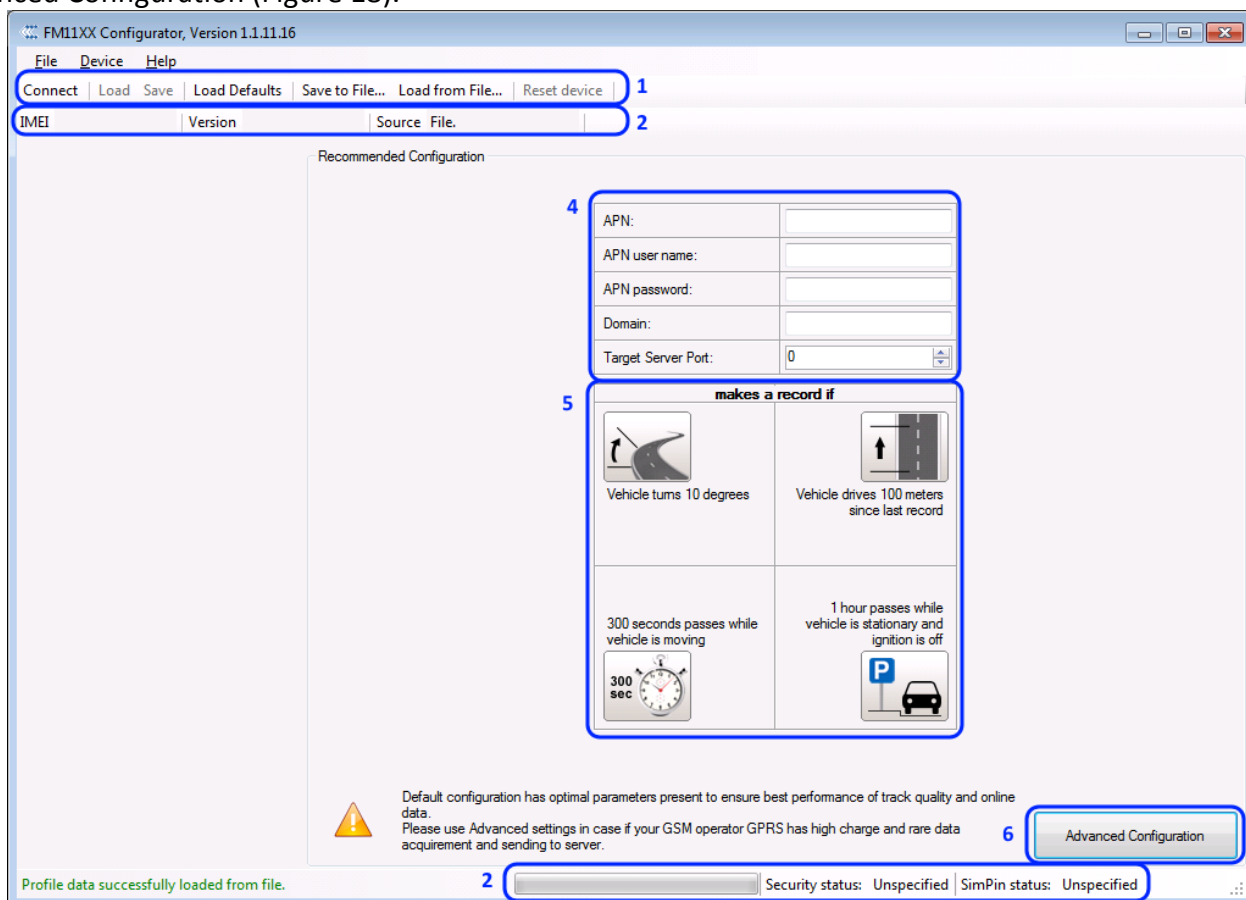 nced Configuration (Figure 18).
FM11XX Configurator, Version 1.1.11.16
File Device Help
Connect Load Save Load Defaults Save to File... Load from File... Reset device 1
IMEI Version Source File. 2
Recommended Configuration
4
APN:
APN user name:
APN password:
Domain:
Target Server Port: 0
5
makes a record if
Vehicle turns 10 degrees
Vehicle drives 100 meters
since last record
300 seconds passes while
vehicle is moving
300
sec
1 hour passes while
vehicle is stationary and
ignition is off
P
Default configuration has optimal parameters present to ensure best performance of track quality and online
data.
Please use Advanced settings in case if your GSM operator GPRS has high charge and rare data
acquirement and sending to server.
6 Advanced Configuration
Profile data successfully loaded from file. 2 Security status: Unspecified SimPin status: Unspecified